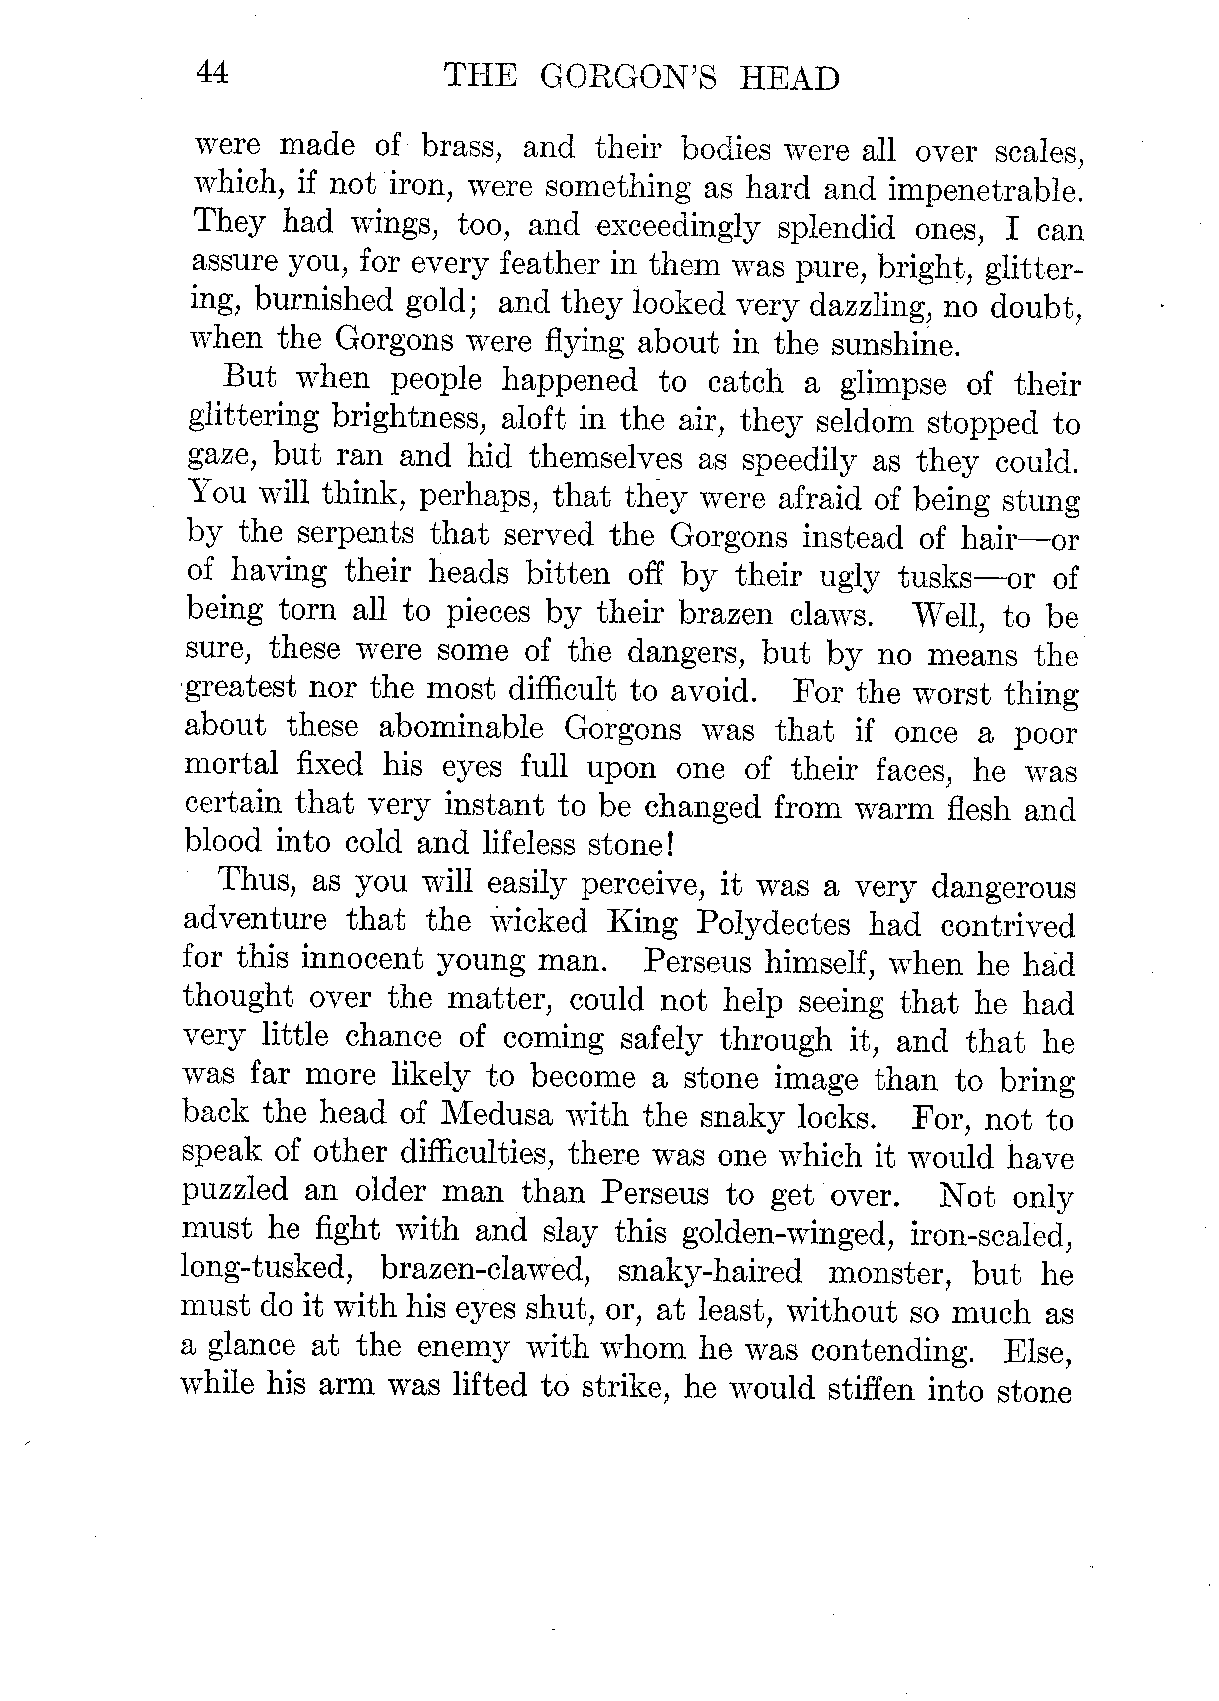 44 THE GORGON'S HEAD
were made of brass, and their bodies were all over scales,
which, if not iron, were something as hard and impenetrable.
They had wings, too, and exceedingly splendid ones, I can
assure you, for every feather in them was pure, bright, glitter-
ing, burnished gold; and they looked very dazzling, no doubt,
when the Gorgons were flying about in the sunshine.
But when people happened to catch a glimpse of their
glittering brightness, aloft in the air, they seldom stopped to
gaze, but ran and hid themselves as speedily as they could.
You will think, perhaps, that they were afraid of being stung
by the serpents that served the Gorgons instead of hair—or
of having their heads bitten off by their ugly tusks—or of
being torn all to pieces by their brazen claws. Well, to be
sure, these were some of the dangers, but by no means the
greatest nor the most difficult to avoid. For the worst thing
about these abominable Gorgons was that if once a poor
mortal fixed his eyes full upon one of their faces, he was
certain that very instant to be changed from warm flesh and
blood into cold and lifeless stone!
Thus, as you will easily perceive, it was a very dangerous
adventure that the wicked King Polydectes had contrived
for this innocent young man. Perseus himself, when he had
thought over the matter, could not help seeing that he had
very little chance of coming safely through it, and that he
was far more likely to become a stone image than to bring
back the head of Medusa with the snaky locks. For, not to
speak of other difficulties, there was one which it would have
puzzled an older man than Perseus to get over. Not only
must he fight with and slay this golden-winged, iron-scaled,
long-tusked, brazen-clawed, snaky-haired monster, but he
must do it with his eyes shut, or, at least, without so much as
a glance at the enemy with whom he was contending. Else,
while his arm was lifted to strike, he would stiffen into stone